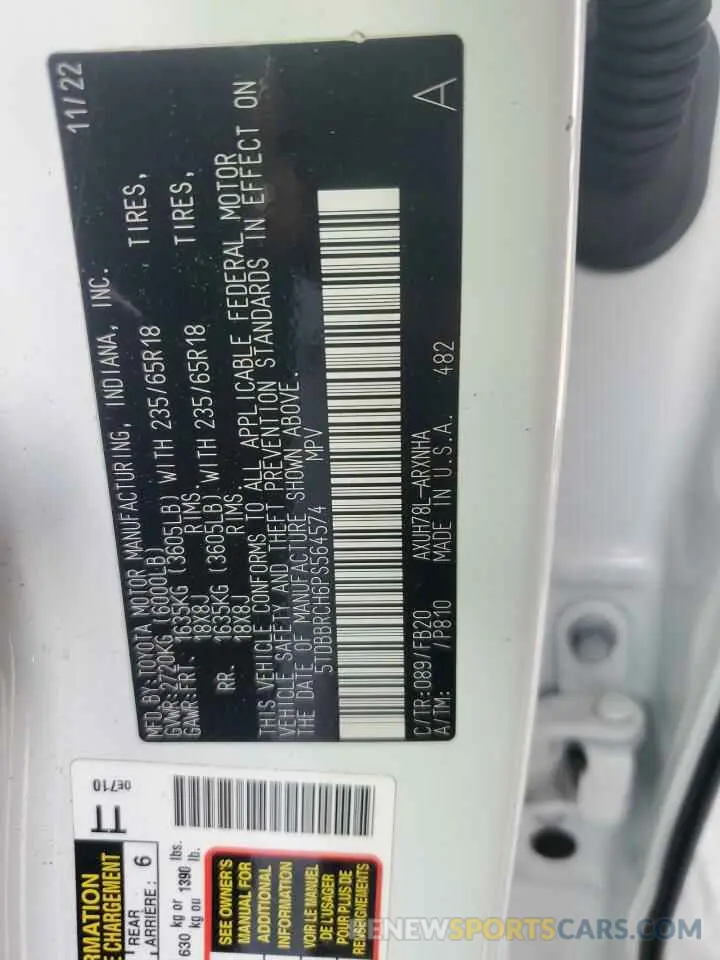 11/22
MFD.BY:TOYOTA MOTOR MANUFACTURING, INDIANA, INC.
GVWR:2720KG (6000LB)
GAWR:FRT. 1635KG (3605LB) WITH 235/65R18 TIRES,
18X8J RIMS.
RR. 1635KG (3605LB) WITH 235/65R18 TIRES,
18X8J RIMS.
THIS VEHICLE CONFORMS TO ALL APPLICABLE FEDERAL MOTOR
VEHICLE SAFETY AND THEFT PREVENTION STANDARDS IN EFFECT ON
THE DATE OF MANUFACTURE SHOWN ABOVE.
5TDBBRCH6PS564574 MPV
C/TR:089/FB20 AXUH78L-ARXNHA
A/TM: /P810 MADE IN U.S.A. 482
A
0E710
RMATION
E CHARGEMENT
REAR
ARRIÈRE : 6
630 kg or 1390 lbs.
kg ou lb.
SEE OWNER'S
MANUAL FOR
ADDITIONAL
INFORMATION
VOIR LE MANUEL
DE L'USAGER
POUR PLUS DE
RENSEIGNEMENTS
RENEWSPORTSCARS.COM